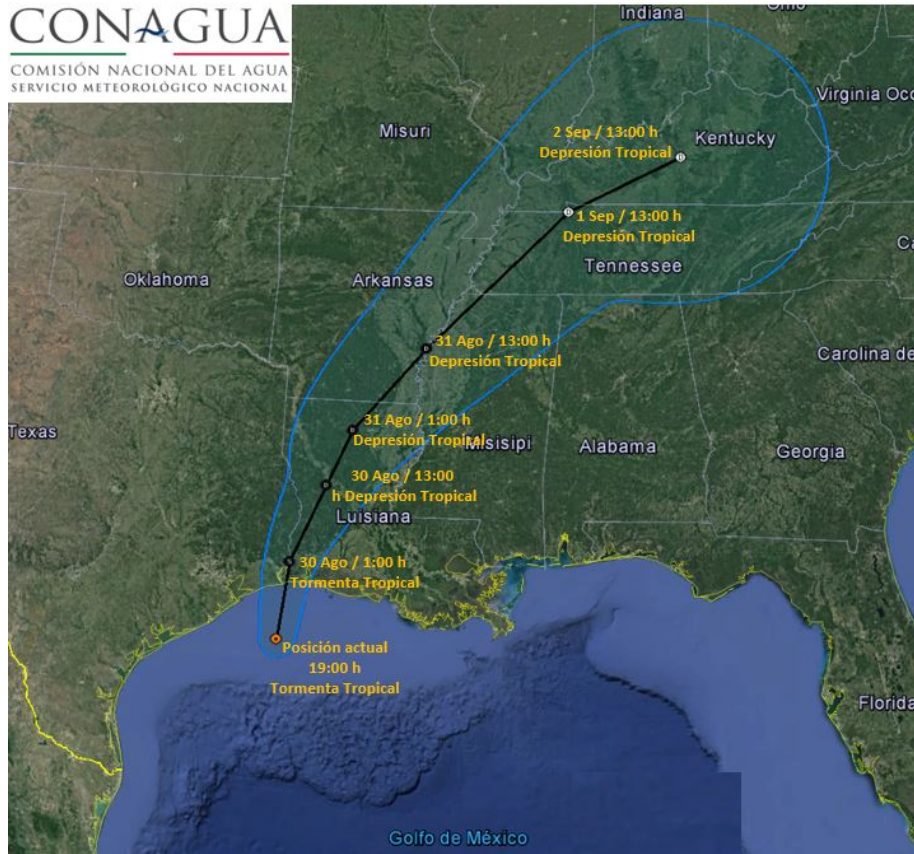 CONAGUA
COMISIÓN NACIONAL DEL AGUA
SERVICIO METEOROLÓGICO NACIONAL
Indiana
Virginia Occ
Misuri
2 Sep / 13:00 h
Depresión Tropical
Kentucky
1 Sep / 13:00 h
Depresión Tropical
Tennessee
Oklahoma
Arkansas
31 Ago / 13:00 h
Depresión Tropical
Carolina de
Texas
31 Ago / 1:00 h
Depresión Tropical
Misisipi
Alabama
Georgia
30 Ago / 13:00
h Depresión Tropical
Luisiana
30 Ago / 1:00 h
Tormenta Tropical
Posición actual
19:00 h
Tormenta Tropical
Florida
Golfo de México